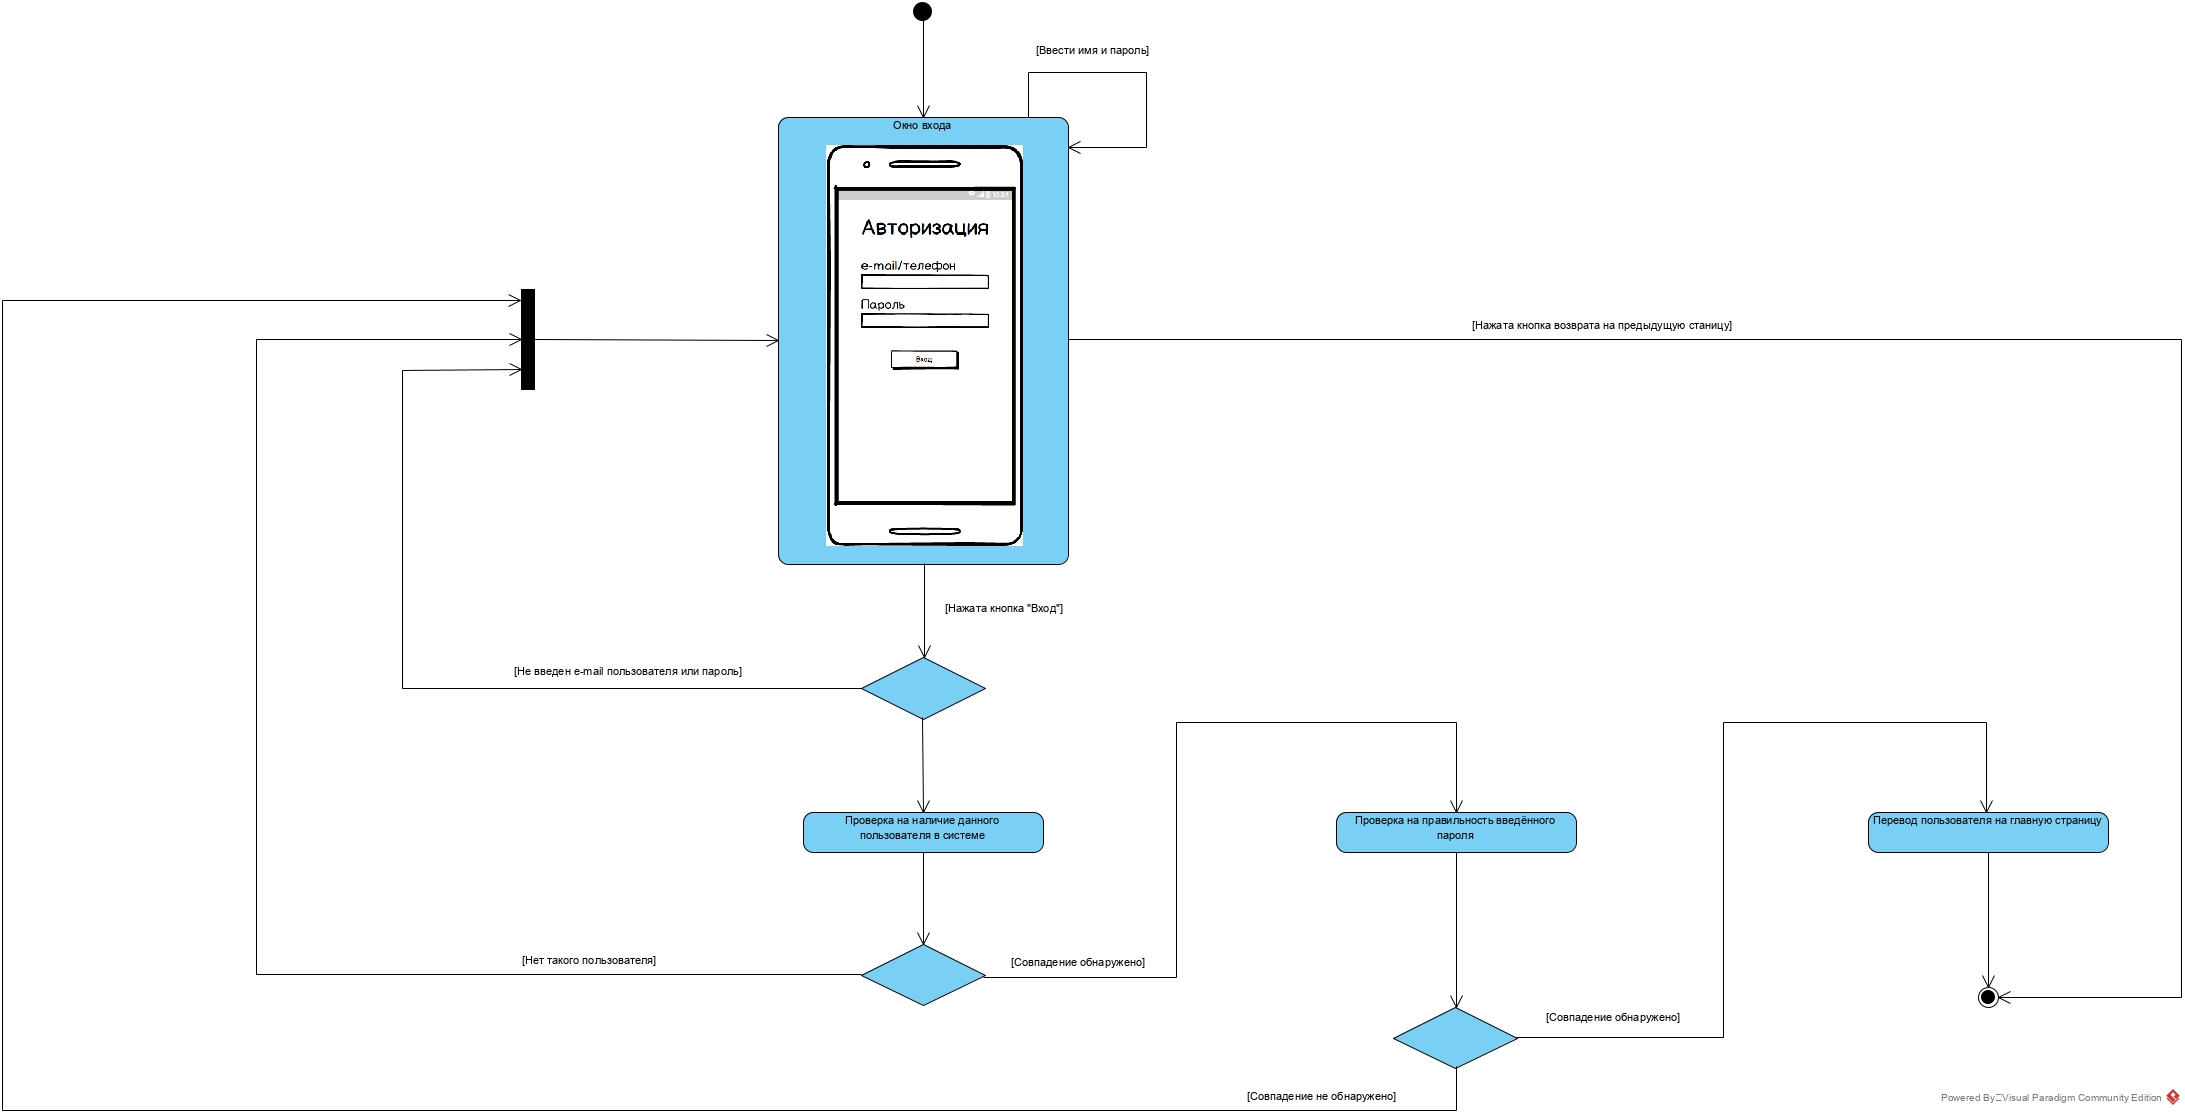 [Ввести имя и пароль]
Окно входа
Авторизация
e-mail/телефон
Пароль
Вход
[Нажата кнопка возврата на предыдущую станицу]
[Нажата кнопка "Вход"]
[Не введен e-mail пользователя или пароль]
Проверка на наличие данного
пользователя в системе
Проверка на правильность введённого
пароля
Перевод пользователя на главную страницу
[Нет такого пользователя]
[Совпадение обнаружено]
[Совпадение обнаружено]
[Совпадение не обнаружено]
Powered By Visual Paradigm Community Edition